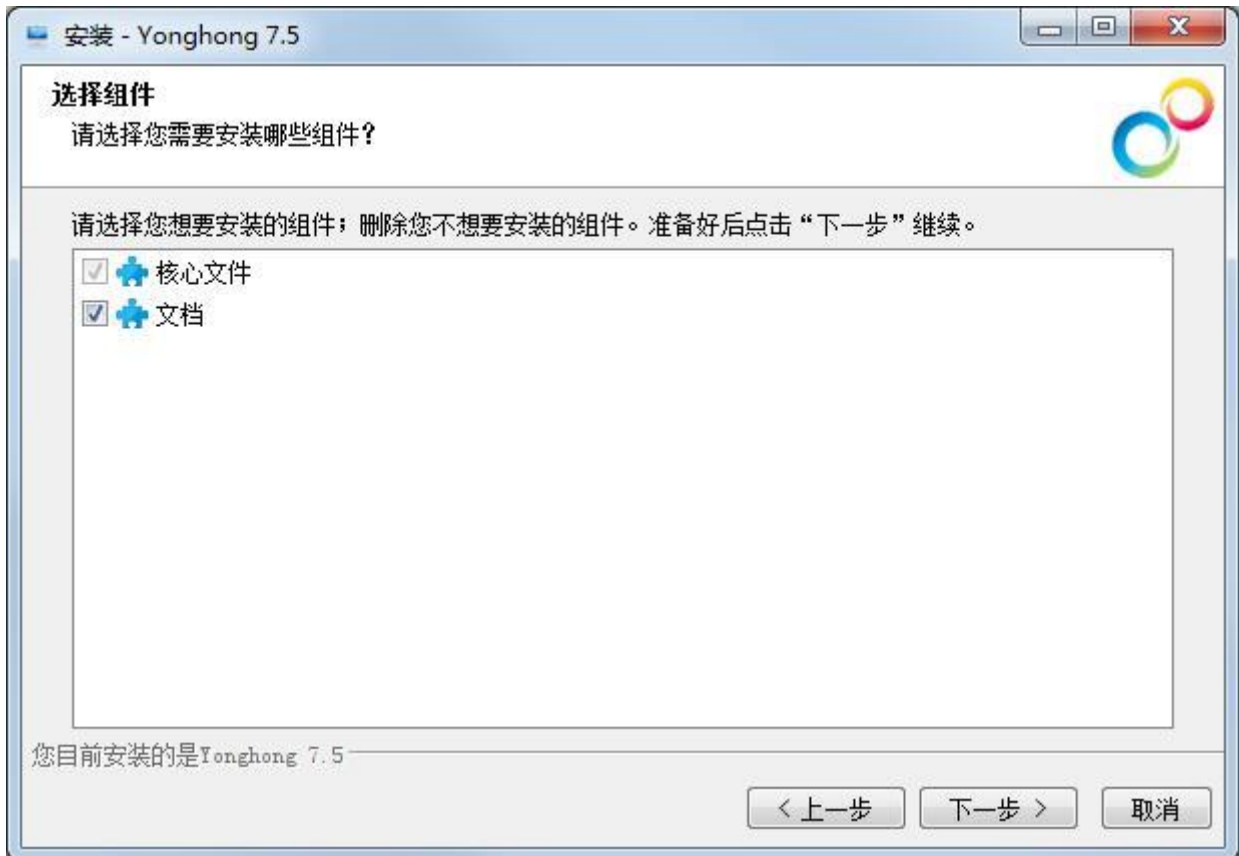 安装 - Yonghong 7.5
选择组件
请选择您需要安装哪些组件?
请选择您想要安装的组件；删除您不想要安装的组件。准备好后点击“下一步”继续。
核心文件
文档
您目前安装的是Yonghong 7.5
<上一步 下一步> 取消